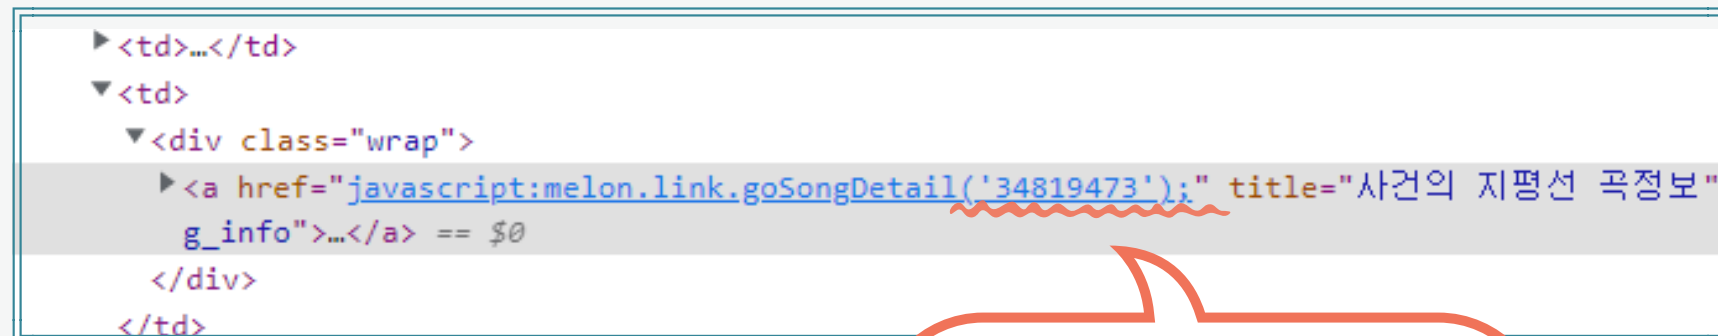 <td>…</td>
<td>
<div class="wrap">
<a href="javascript:melon.link.goSongDetail('34819473');" title="사건의 지평선 곡정보"
g_info">…</a> == $0
</div>
</td>